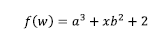 f(w) = a³ + xb² + 2